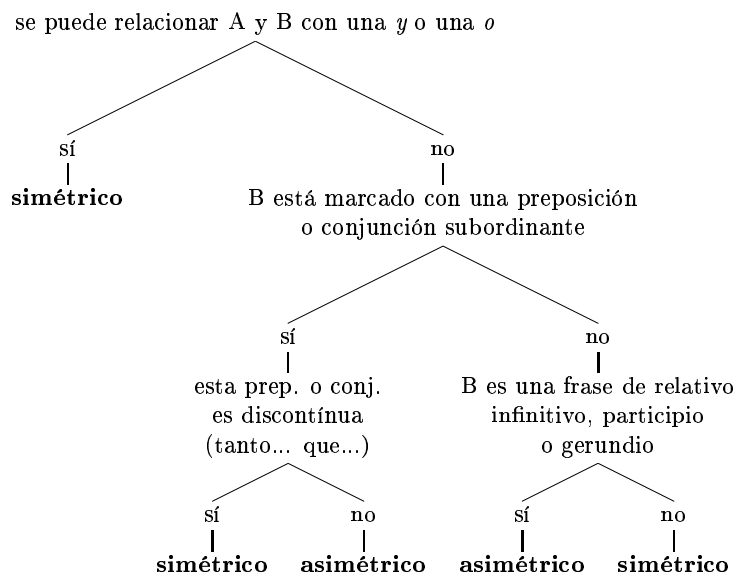 se puede relacionar A y B con una y o una o
sí
no
simétrico
B está marcado con una preposición
o conjunción subordinante
sí
no
esta prep. o conj.
es discontínua
(tanto... que...)
B es una frase de relativo
infinitivo, participio
o gerundio
sí
no
sí
no
simétrico
asimétrico
asimétrico
simétrico